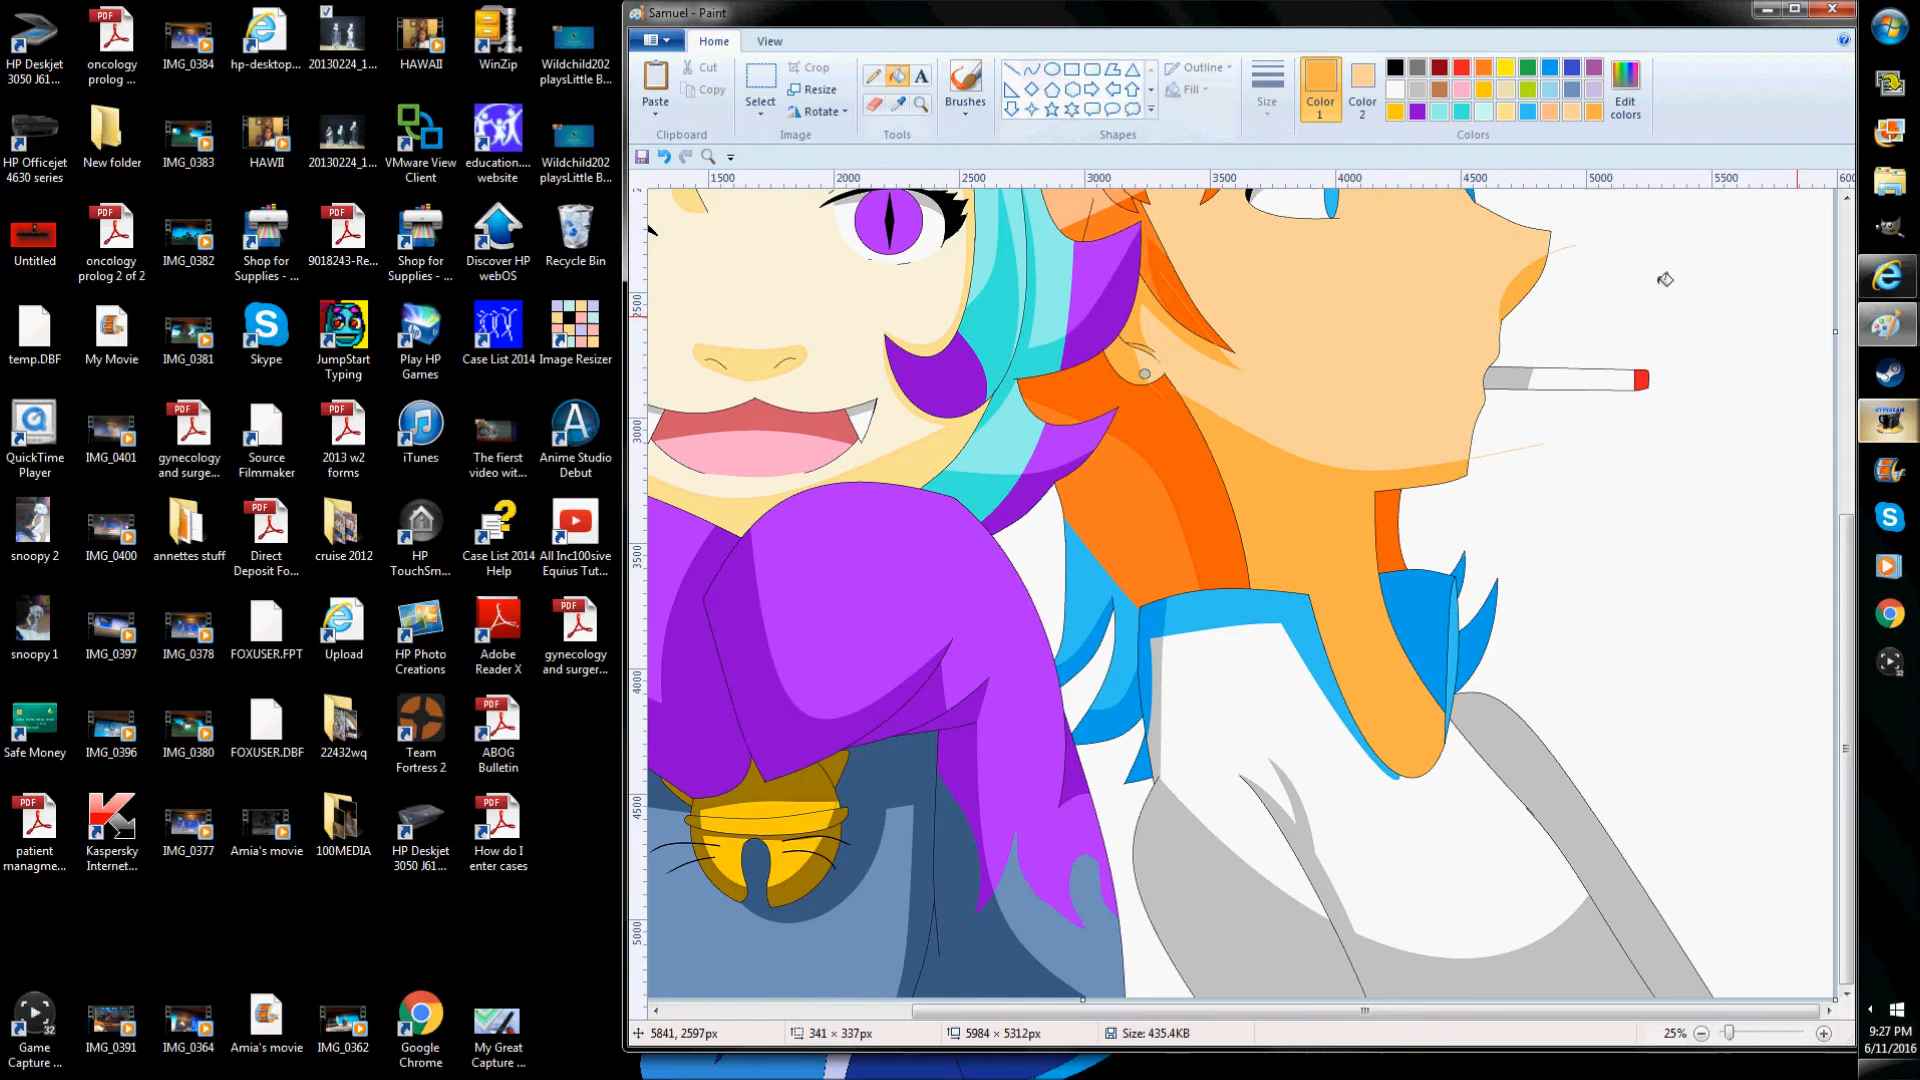 HP Deskjet
3050 J61...
oncology
prolog ...
IMG_0384
hp-desktop...
20130224_1...
HAWAII
WinZip
Wildchild202
playsLittle B...
HP Officejet
4630 series
New folder
IMG_0383
HAWII
20130224_1...
VMware View
Client
education....
website
Wildchild202
playsLittle B...
Untitled
oncology
prolog 2 of 2
IMG_0382
Shop for
Supplies - ...
9018243-Re...
Shop for
Supplies - ...
Discover HP
webOS
Recycle Bin
temp.DBF
My Movie
IMG_0381
Skype
JumpStart
Typing
Play HP
Games
Case List 2014
Image Resizer
QuickTime
Player
IMG_0401
gynecology
and surge...
Source
Filmmaker
2013 w2
forms
iTunes
The fierst
video wit...
Anime Studio
Debut
snoopy 2
IMG_0400
annettes stuff
Direct
Deposit Fo...
cruise 2012
HP
TouchSm...
Case List 2014
Help
All Inc100sive
Equius Tut...
snoopy 1
IMG_0397
IMG_0378
FOXUSER.FPT
Upload
HP Photo
Creations
Adobe
Reader X
gynecology
and surger...
Safe Money
IMG_0396
IMG_0380
FOXUSER.DBF
22432wq
Team
Fortress 2
ABOG
Bulletin
patient
managme...
Kaspersky
Internet...
IMG_0377
Amia's movie
100MEDIA
HP Deskjet
3050 J61...
How do I
enter cases
Game
Capture ...
IMG_0391
IMG_0364
Amia's movie
IMG_0362
Google
Chrome
My Great
Capture ...
Samuel - Paint
Home
View
Paste
Cut
Copy
Clipboard
Select
Crop
Resize
Rotate
Image
Tools
Brushes
Outline
Fill
Shapes
Size
Color
1
Color
2
Edit
colors
Colors
1500
2000
2500
3000
3500
4000
4500
5000
5500
2500
3000
3500
4000
4500
5000
5841, 2597px
341 × 337px
5984 × 5312px
Size: 435.4KB
25%
9:27 PM
6/11/2016